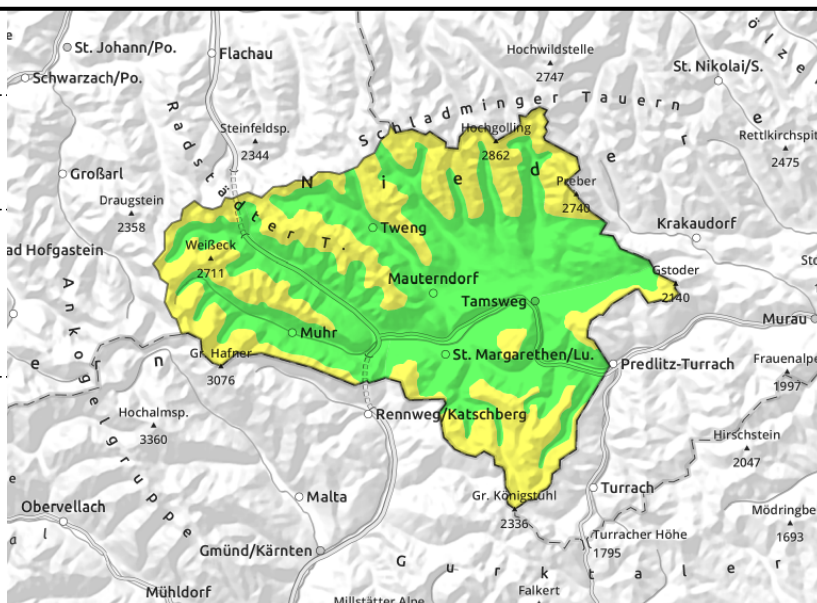 St. Johann/Po.
Flachau
Hochwildstelle
2747
St. Nikolai/S.
Schwarzach/Po.
Schladminger Tauern
Steinfeldsp.
2344
Hochgolling
2862
Rettlkirchspit
2475
Radstädter T.
Niedere
Großarl
Draugstein
2358
Preber
2740
Krakaudorf
ad Hofgastein
Weißeck
2711
Tweng
Mauterndorf
Gstoder
2140
Tamsweg
Murau
Muhr
St. Margarethen/Lu.
Predlitz-Turrach
Gr. Hafner
3076
Frauenalpe
1997
Ankogelgruppe
Hochalmsp.
3360
Rennweg/Katschberg
Hirschstein
2047
Malta
Gr. Königstuhl
2336
Turrach
Obervellach
Turracher Höhe
1795
Mödringbe
1693
Gmünd/Kärnten
Gurktaler
Mühldorf
Millstätter Alpe
Falkert